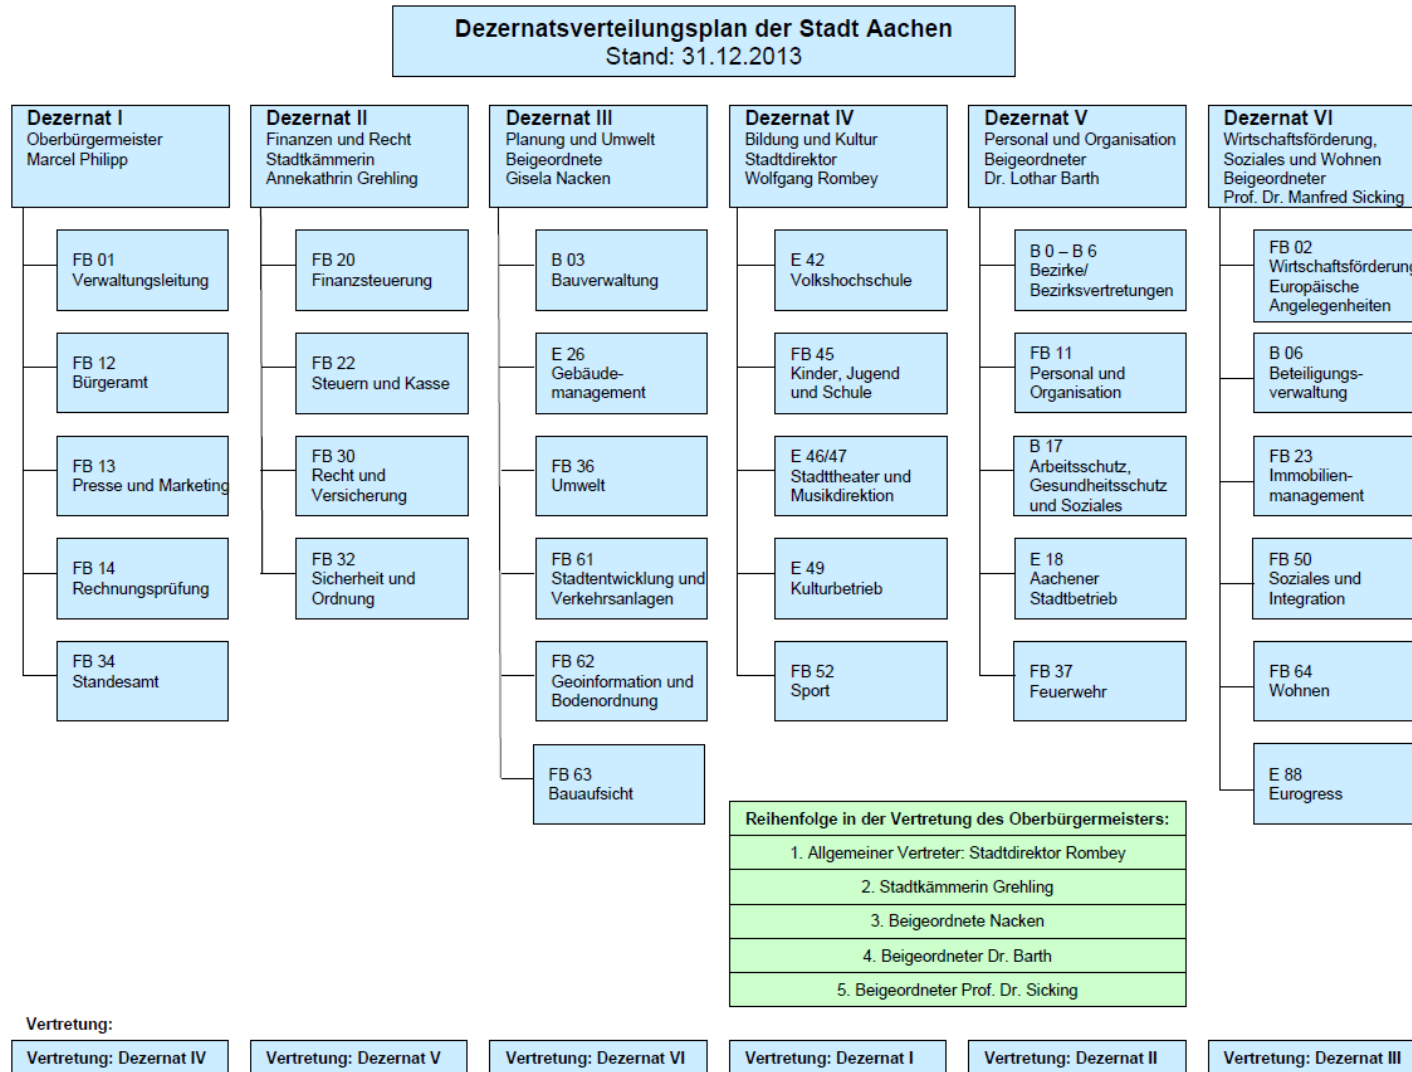 Dezernatsverteilungsplan der Stadt Aachen
Stand: 31.12.2013
Dezernat I
Oberbürgermeister
Marcel Philipp
FB 01
Verwaltungsleitung
FB 12
Bürgeramt
FB 13
Presse und Marketing
FB 14
Rechnungsprüfung
FB 34
Standesamt
Dezernat II
Finanzen und Recht
Stadtkämmerin
Annekathrin Grehling
FB 20
Finanzsteuerung
FB 22
Steuern und Kasse
FB 30
Recht und
Versicherung
FB 32
Sicherheit und
Ordnung
Dezernat III
Planung und Umwelt
Beigeordnete
Gisela Nacken
B 03
Bauverwaltung
E 26
Gebäude-
management
FB 36
Umwelt
FB 61
Stadtentwicklung und
Verkehrsanlagen
FB 62
Geoinformation und
Bodenordnung
FB 63
Bauaufsicht
Dezernat IV
Bildung und Kultur
Stadtdirektor
Wolfgang Rombey
E 42
Volkshochschule
FB 45
Kinder, Jugend
und Schule
E 46/47
Stadttheater und
Musikdirektion
E 49
Kulturbetrieb
FB 52
Sport
Dezernat V
Personal und Organisation
Beigeordneter
Dr. Lothar Barth
B 0 – B 6
Bezirke/
Bezirksvertretungen
FB 11
Personal und
Organisation
B 17
Arbeitsschutz,
Gesundheitsschutz
und Soziales
E 18
Aachener
Stadtbetrieb
FB 37
Feuerwehr
Dezernat VI
Wirtschaftsförderung,
Soziales und Wohnen
Beigeordneter
Prof. Dr. Manfred Sicking
FB 02
Wirtschaftsförderung
Europäische
Angelegenheiten
B 06
Beteiligungs-
verwaltung
FB 23
Immobilien-
management
FB 50
Soziales und
Integration
FB 64
Wohnen
E 88
Eurogress
Reihenfolge in der Vertretung des Oberbürgermeisters:
1. Allgemeiner Vertreter: Stadtdirektor Rombey
2. Stadtkämmerin Grehling
3. Beigeordnete Nacken
4. Beigeordneter Dr. Barth
5. Beigeordneter Prof. Dr. Sicking
Vertretung:
Vertretung: Dezernat IV
Vertretung: Dezernat V
Vertretung: Dezernat VI
Vertretung: Dezernat I
Vertretung: Dezernat II
Vertretung: Dezernat III